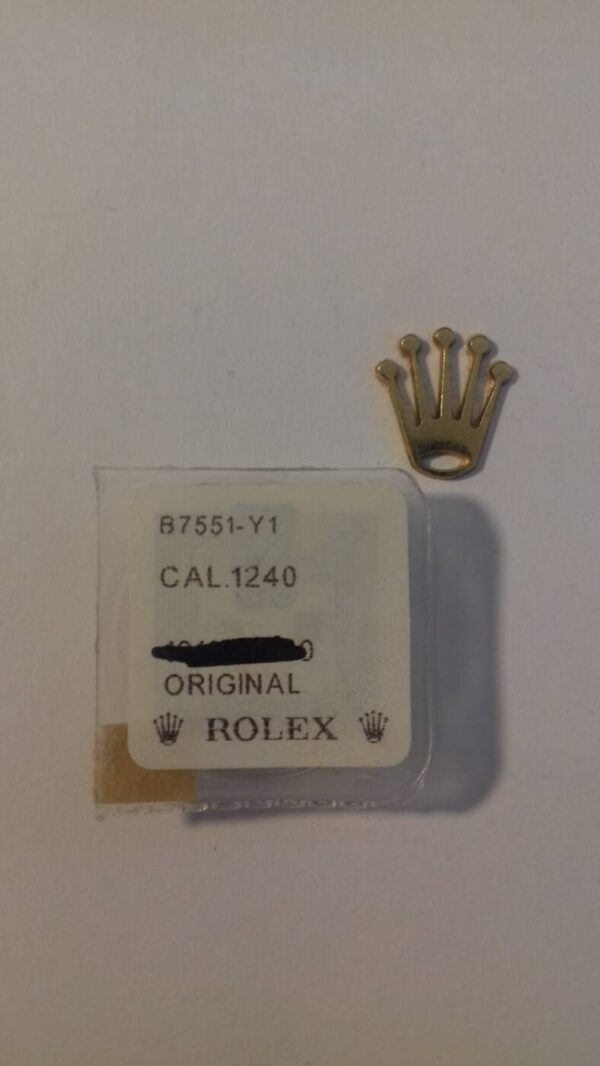 B7551-Y1
CAL.1240
ORIGINAL
ROLEX